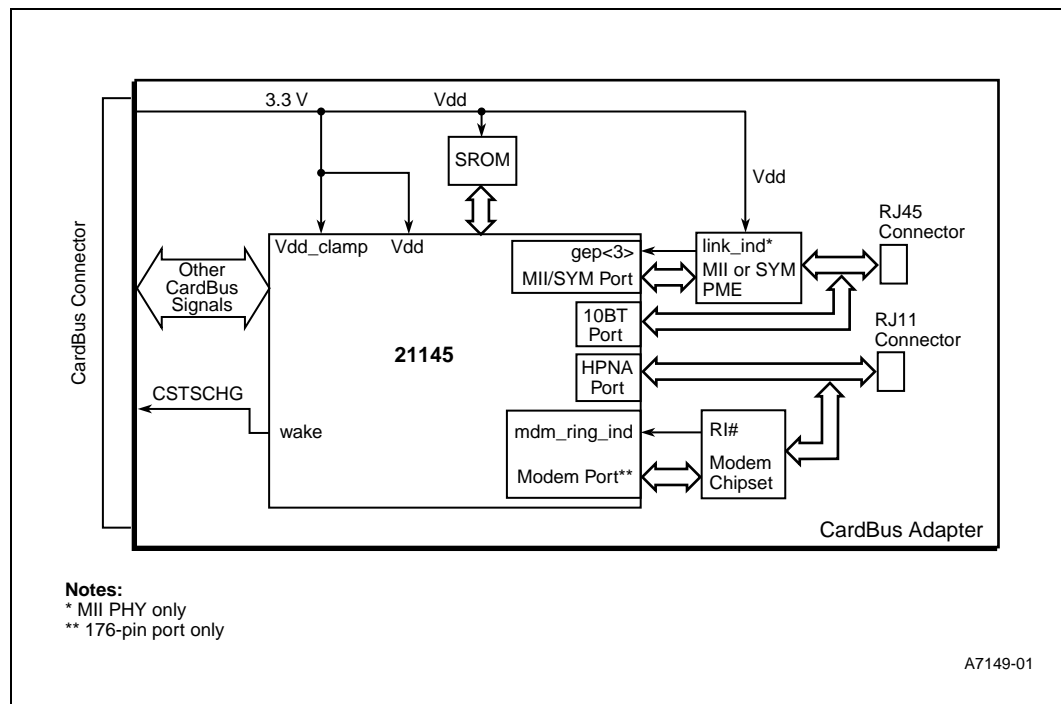 3.3 V
Vdd
SROM
Vdd
RJ45
Connector
CardBus Connector
Vdd_clamp
Vdd
gep<3>
MII/SYM Port
link_ind*
MII or SYM
PME
Other
CardBus
Signals
10BT
Port
RJ11
Connector
21145
HPNA
Port
CSTSCHG
wake
mdm_ring_ind
Modem Port**
RI#
Modem
Chipset
CardBus Adapter
Notes:
* MII PHY only
** 176-pin port only
A7149-01